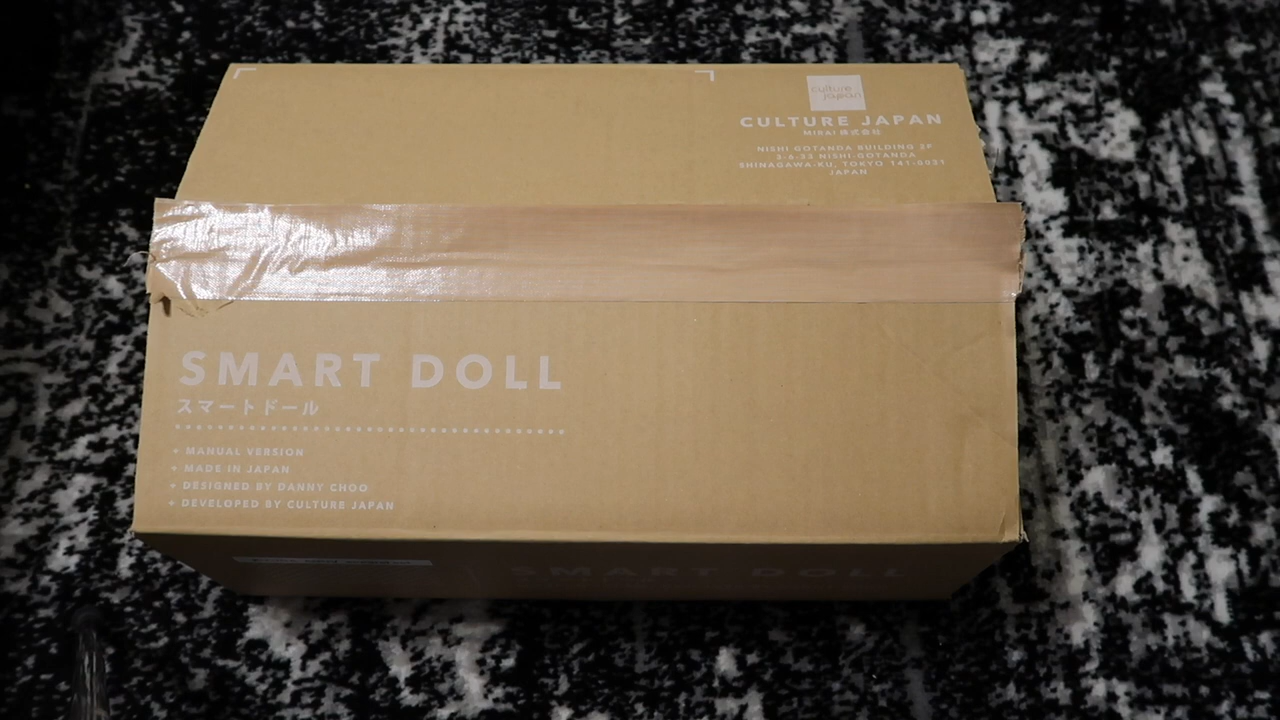 culture
japan
CULTURE JAPAN
MIRAI 株式会社
NISHI GOTANDA BUILDING 2F
3-6-33 NISHI-GOTANDA
SHINAGAWA-KU, TOKYO 141-0031
JAPAN
SMART DOLL
スマートドール
+ MANUAL VERSION
+ MADE IN JAPAN
+ DESIGNED BY DANNY CHOO
+ DEVELOPED BY CULTURE JAPAN
SMART DOLL